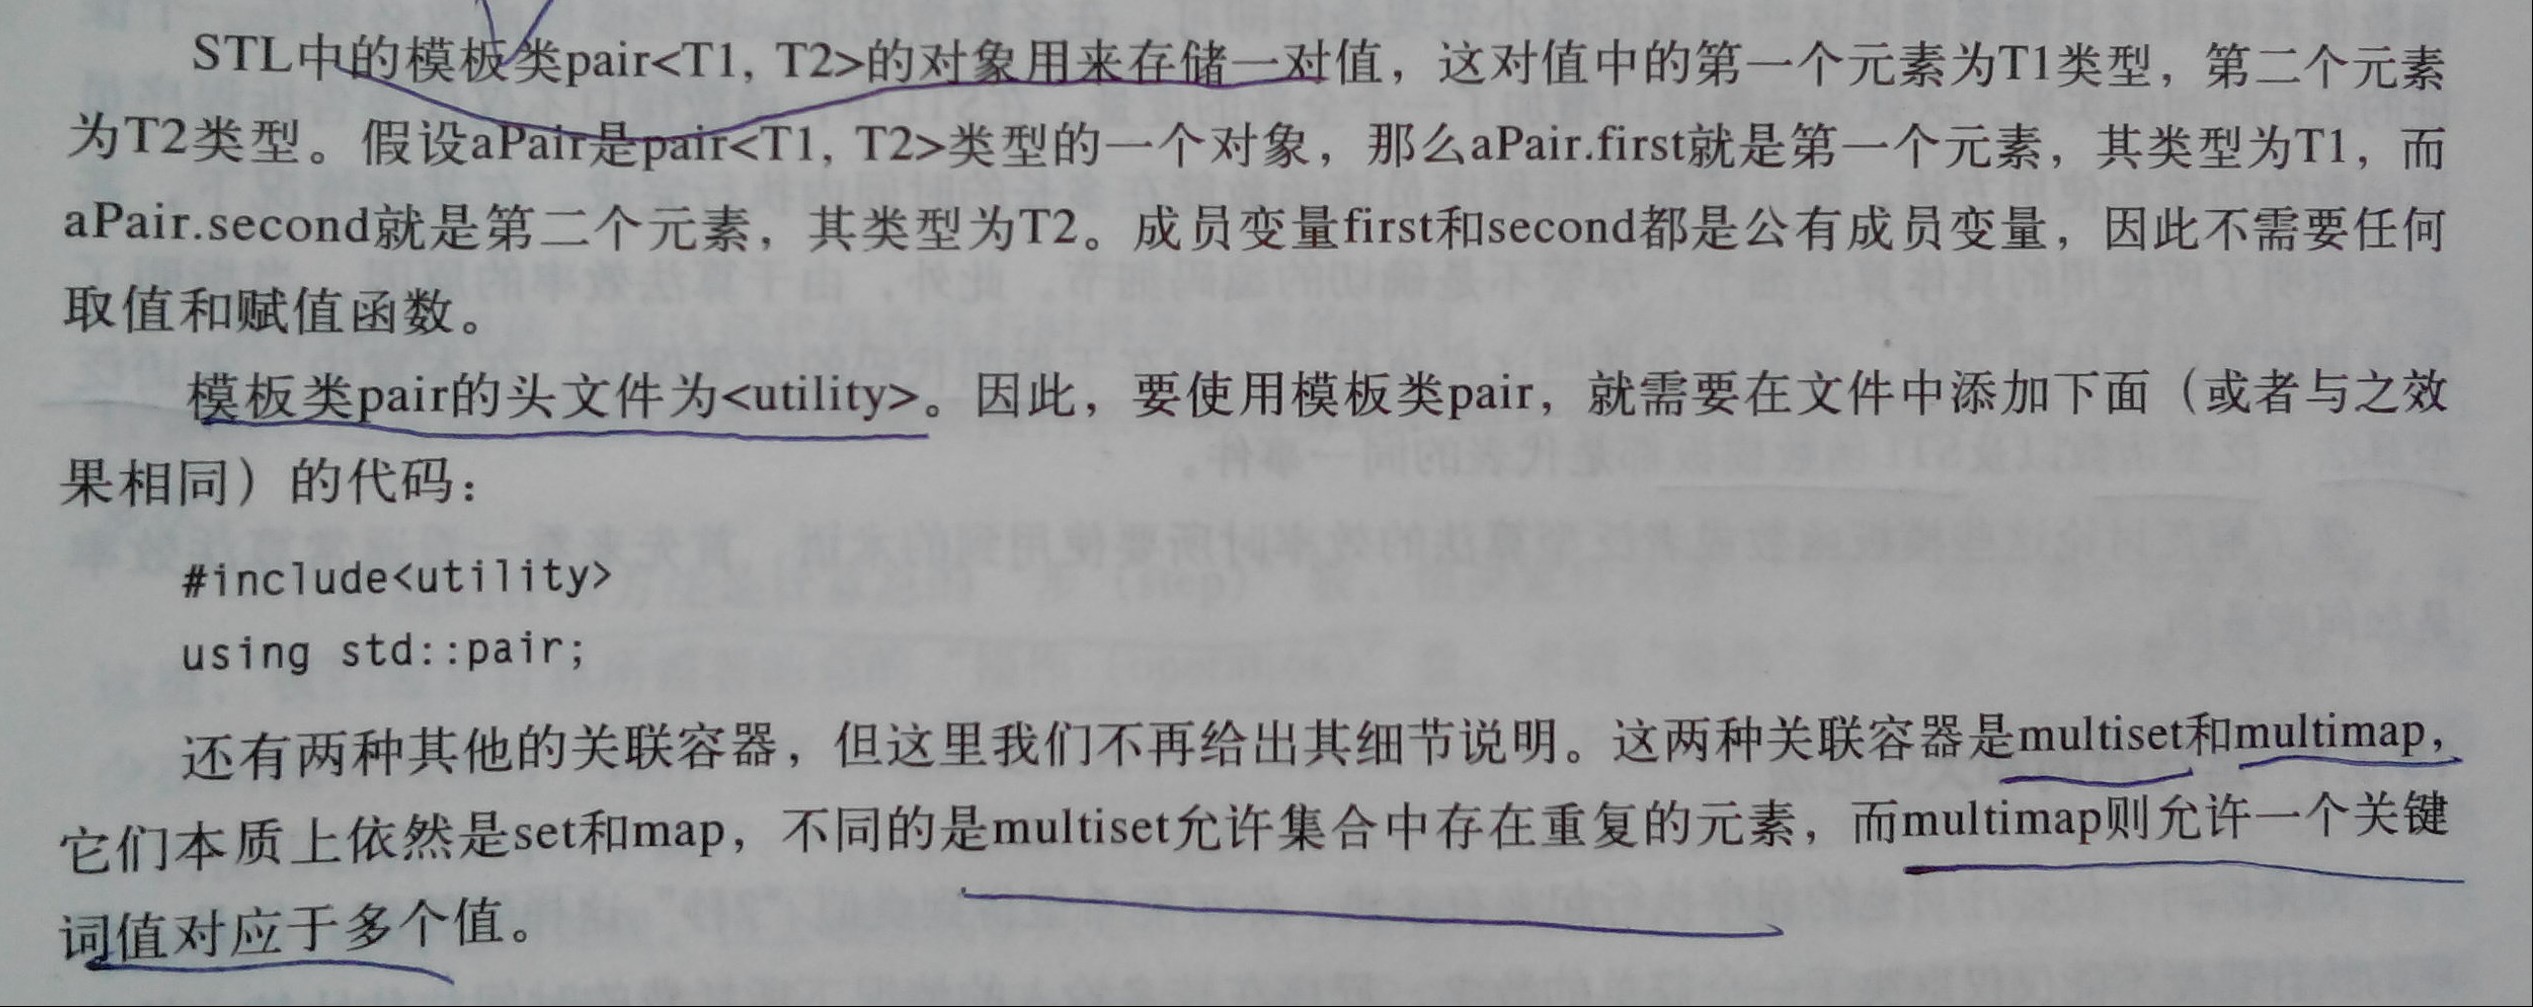 STL中的模板类pair<T1, T2>的对象用来存储一对值，这对值中的第一个元素为T1类型，第二个元素
为T2类型。假设aPair是pair<T1, T2>类型的一个对象，那么aPair.first就是第一个元素，其类型为T1，而
aPair.second就是第二个元素，其类型为T2。成员变量first和second都是公有成员变量，因此不需要任何
取值和赋值函数。
模板类pair的头文件为<utility>。因此，要使用模板类pair，就需要在文件中添加下面（或者与之效
果相同）的代码：
#include<utility>
using std::pair;
还有两种其他的关联容器，但这里我们不再给出其细节说明。这两种关联容器是multiset和multimap，
它们本质上依然是set和map，不同的是multiset允许集合中存在重复的元素，而multimap则允许一个关键
词值对应于多个值。